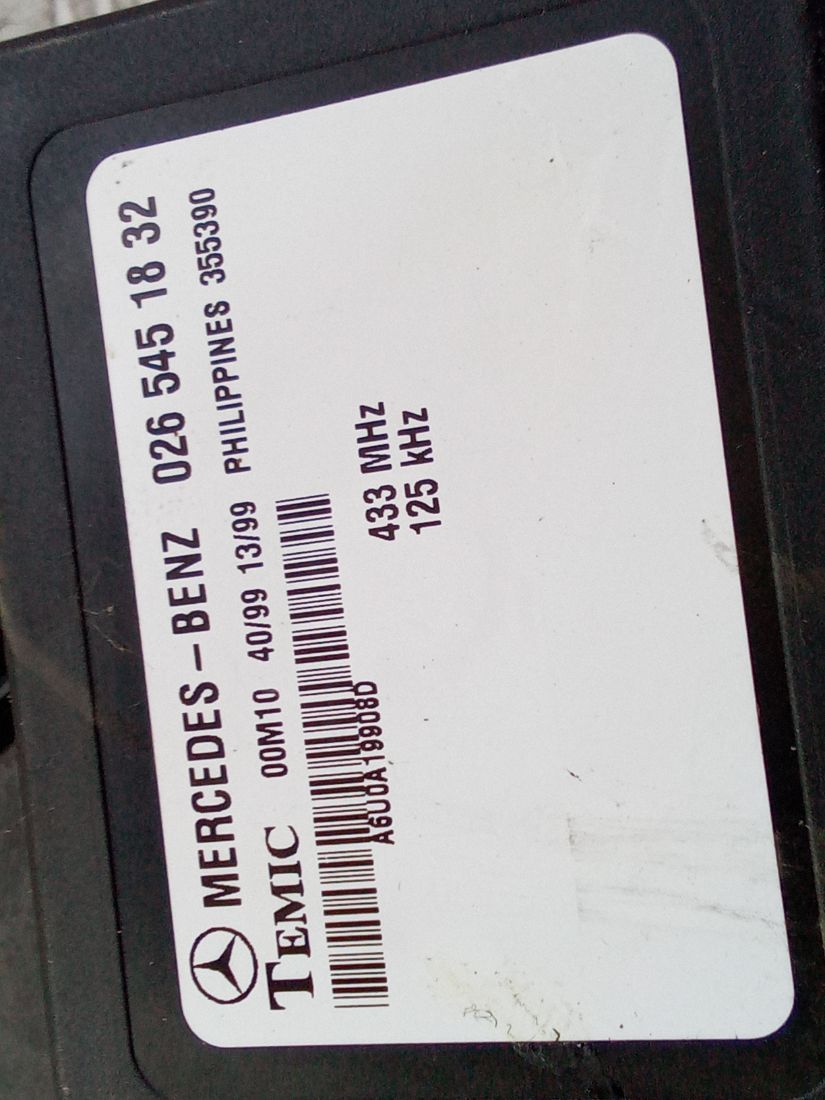 MERCEDES-BENZ 026 545 18 32
TEMIC 00M10 40/99 13/99 PHILIPPINES 355390
A6U0A19908D
433 MHz
125 kHz